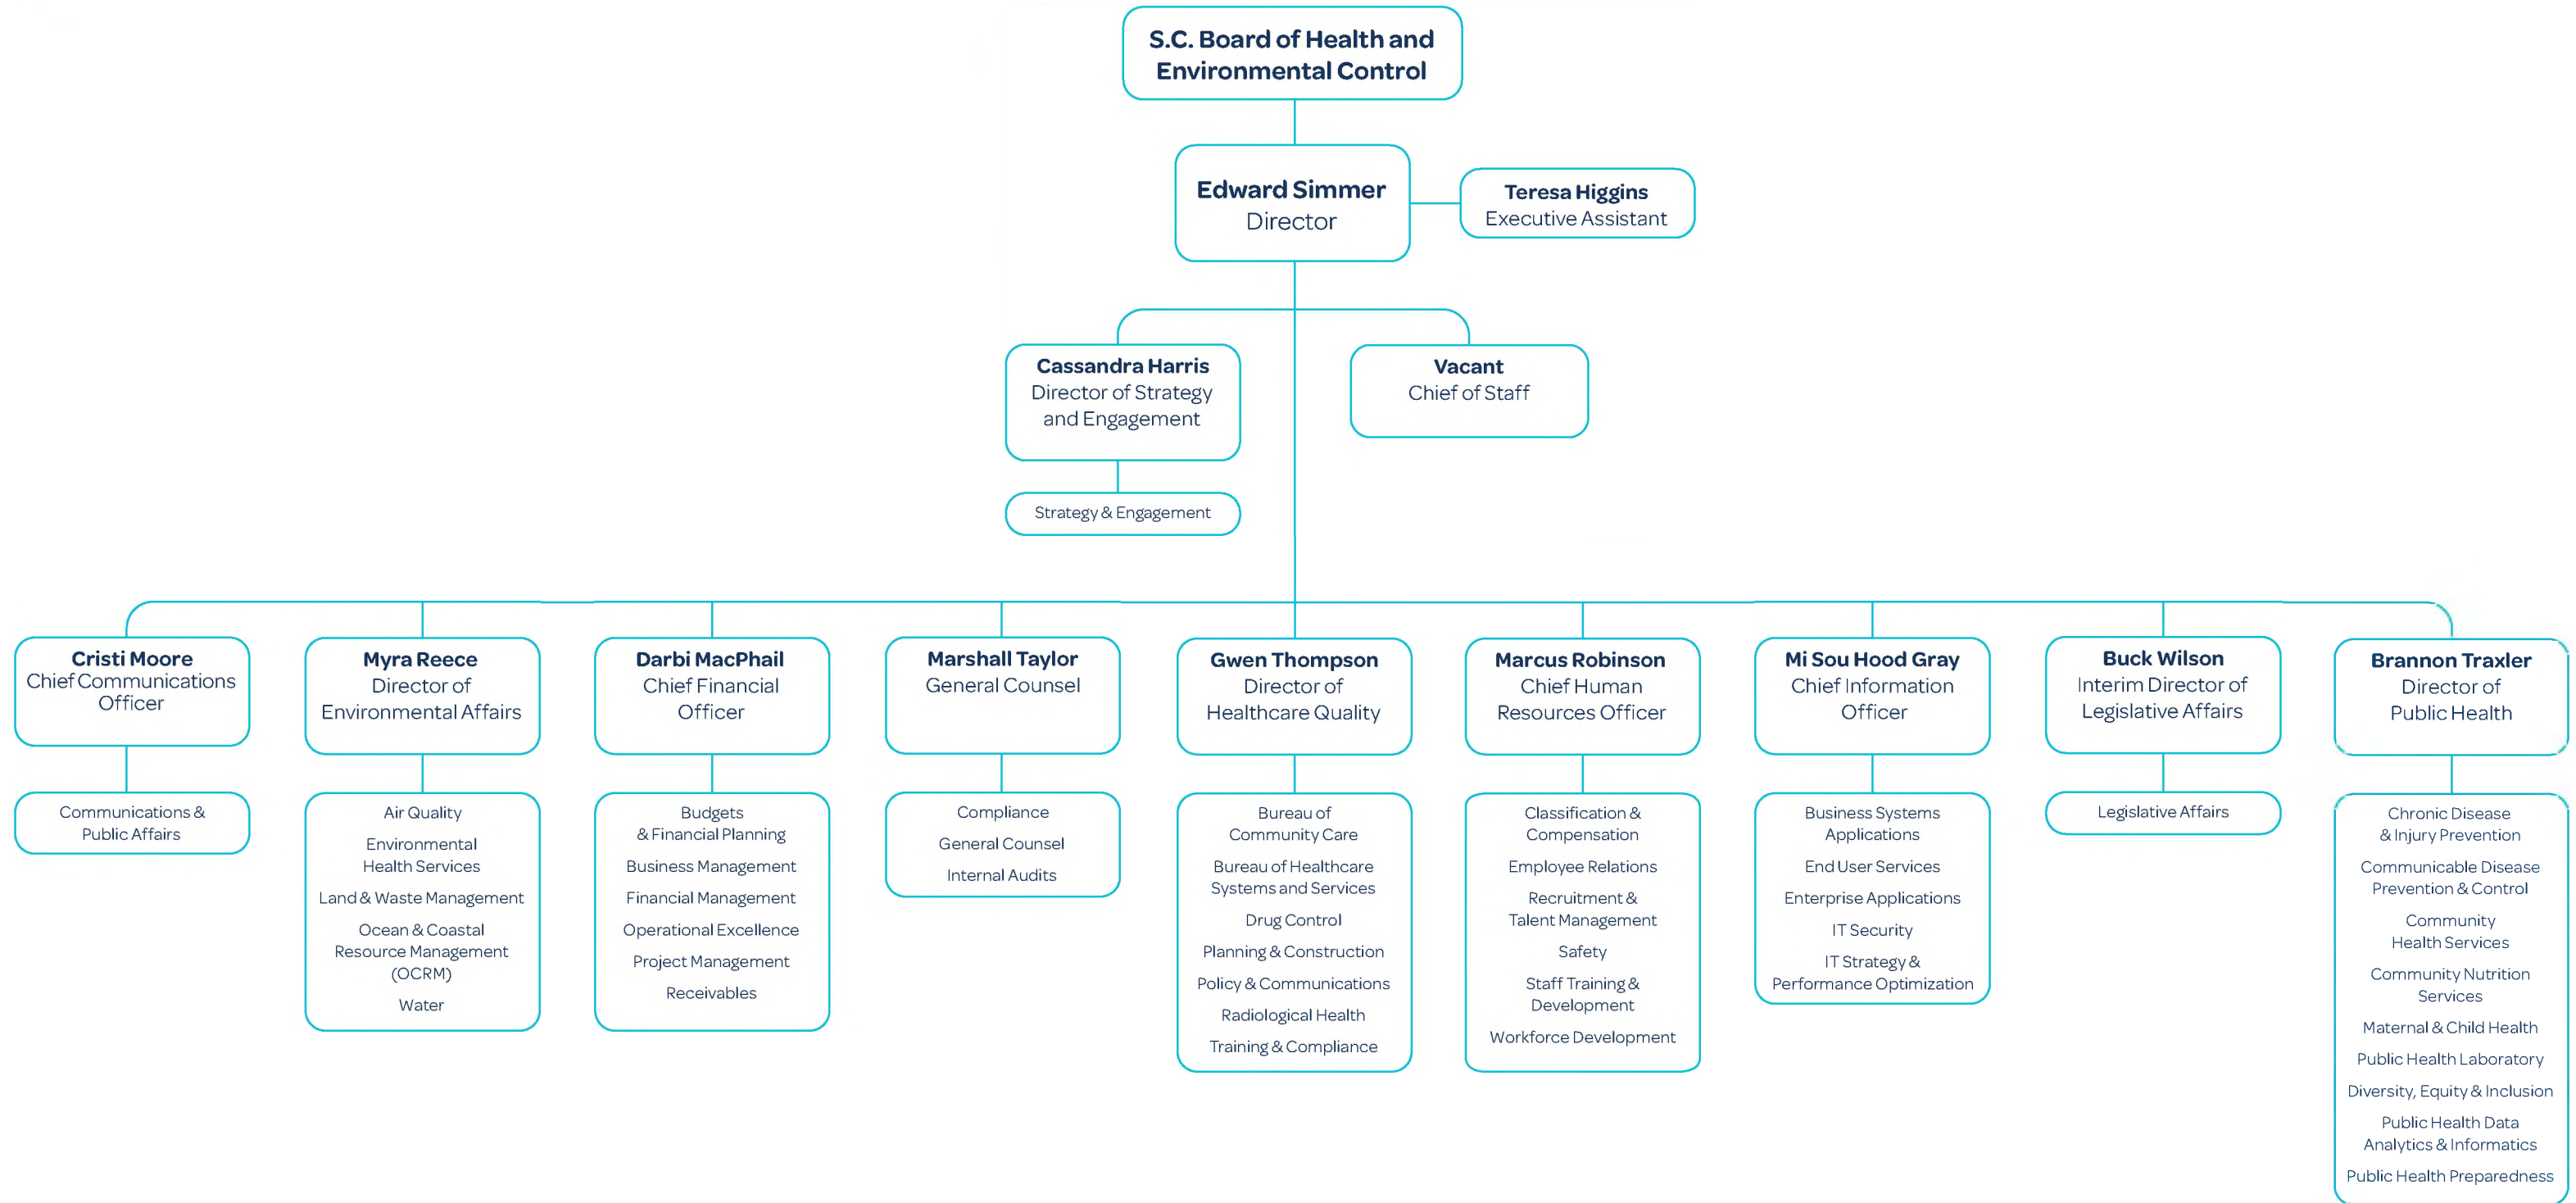 S.C. Board of Health and
Environmental Control
Edward Simmer
Director
Teresa Higgins
Executive Assistant
Cassandra Harris
Director of Strategy
and Engagement
Vacant
Chief of Staff
Strategy & Engagement
Cristi Moore
Chief Communications
Officer
Communications &
Public Affairs
Myra Reece
Director of
Environmental Affairs
Air Quality
Environmental
Health Services
Land & Waste Management
Ocean & Coastal
Resource Management
(OCRM)
Water
Darbi MacPhail
Chief Financial
Officer
Budgets
& Financial Planning
Business Management
Financial Management
Operational Excellence
Project Management
Receivables
Marshall Taylor
General Counsel
Compliance
General Counsel
Internal Audits
Gwen Thompson
Director of
Healthcare Quality
Bureau of
Community Care
Bureau of Healthcare
Systems and Services
Drug Control
Planning & Construction
Policy & Communications
Radiological Health
Training & Compliance
Marcus Robinson
Chief Human
Resources Officer
Classification &
Compensation
Employee Relations
Recruitment &
Talent Management
Safety
Staff Training &
Development
Workforce Development
Mi Sou Hood Gray
Chief Information
Officer
Business Systems
Applications
End User Services
Enterprise Applications
IT Security
IT Strategy &
Performance Optimization
Buck Wilson
Interim Director of
Legislative Affairs
Legislative Affairs
Brannon Traxler
Director of
Public Health
Chronic Disease
& Injury Prevention
Communicable Disease
Prevention & Control
Community
Health Services
Community Nutrition
Services
Maternal & Child Health
Public Health Laboratory
Diversity, Equity & Inclusion
Public Health Data
Analytics & Informatics
Public Health Preparedness